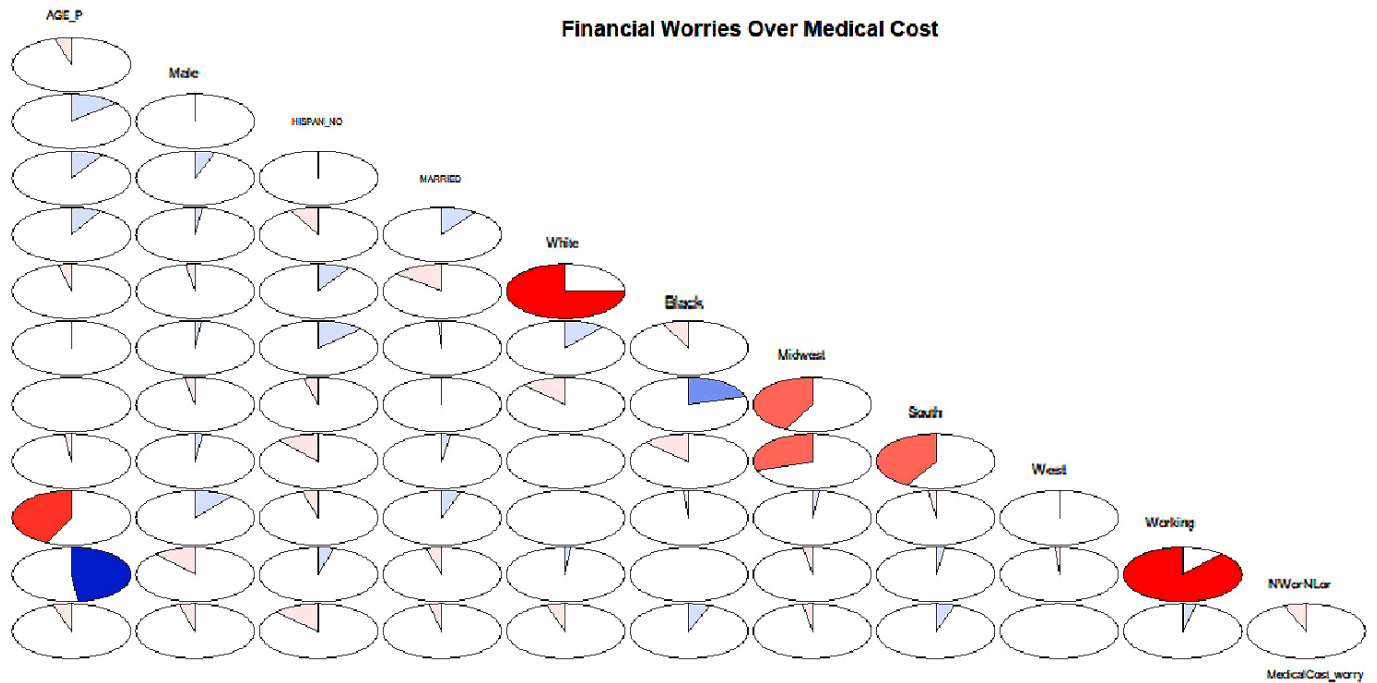 AGE_P
Financial Worries Over Medical Cost
Male
HISPAN_NO
MARRIED
White
Black
Midwest
South
West
Working
NWorNLor
MedicalCost_worry